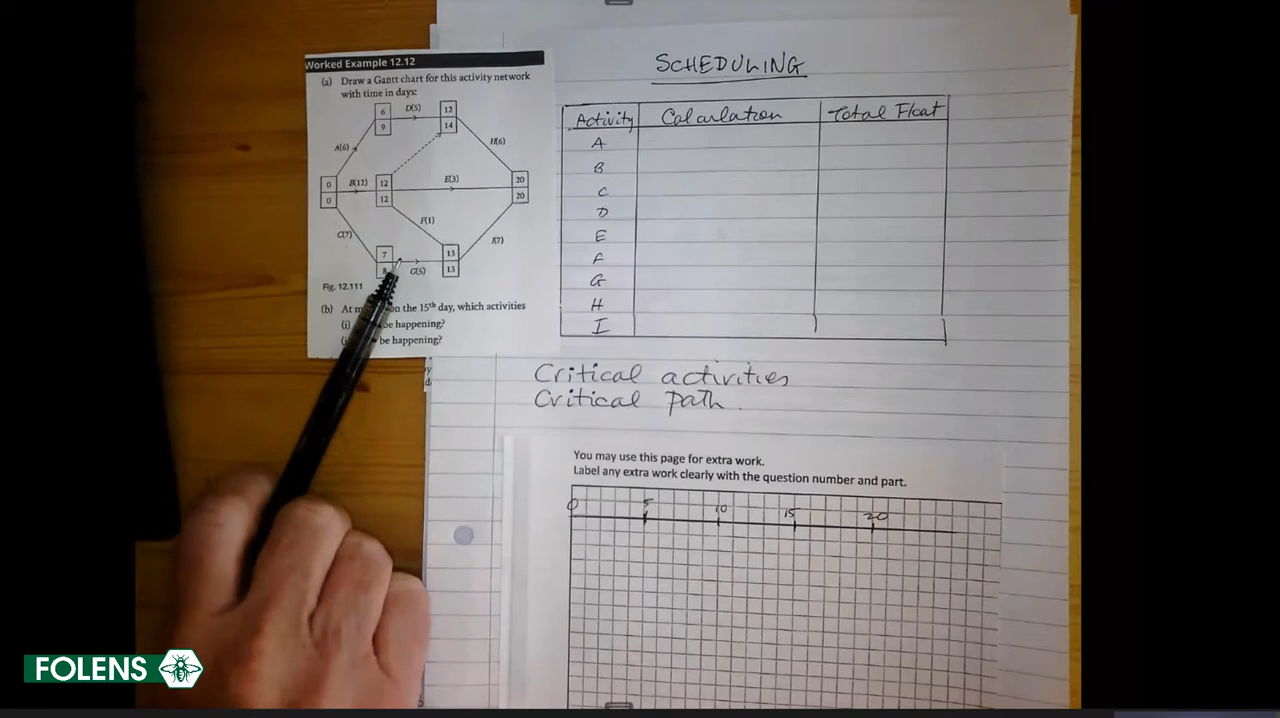 Worked Example 12.12
(a) Draw a Gantt chart for this activity network
with time in days:
6
9
D(5)
12
14
A(6)
H(6)
0
0
B(12)
12
12
E(3)
20
20
F(1)
C(7)
I(7)
7
8
G(5)
13
13
Fig. 12.111
(b) At on the 15th day, which activities
(i) be happening?
be happening?
SCHEDULING
Activity Calculation Total Float
A
B
C
D
E
F
G
H
I
Critical activities
Critical path.
You may use this page for extra work.
Label any extra work clearly with the question number and part.
0 5 10 15 20
FOLENS